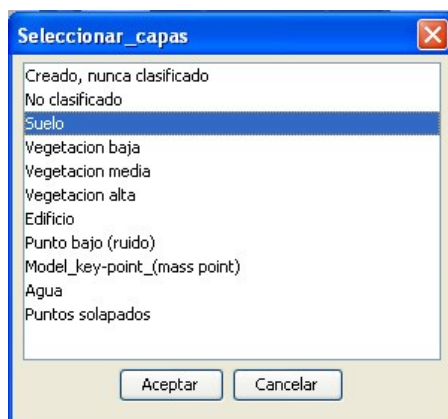 Seleccionar_capas
Creado, nunca clasificado
No clasificado
Suelo
Vegetacion baja
Vegetacion media
Vegetacion alta
Edificio
Punto bajo (ruido)
Model_key-point_(mass point)
Agua
Puntos solapados
Aceptar Cancelar